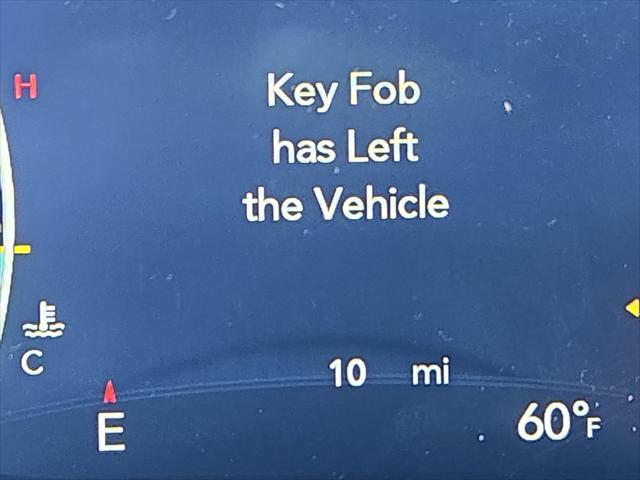 H
Key Fob
has Left
the Vehicle
C
10 mi
E
60°F